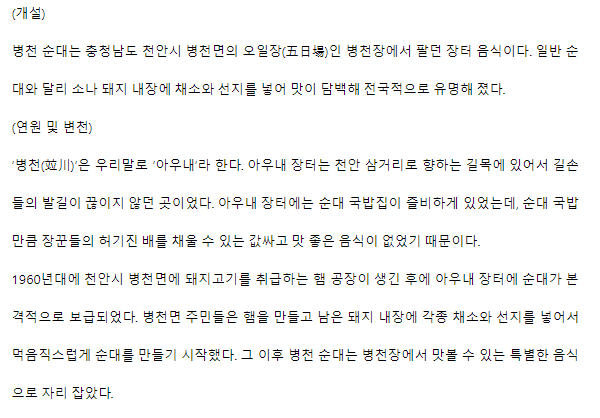 (개설)
병천 순대는 충청남도 천안시 병천면의 오일장(五日場)인 병천장에서 팔던 장터 음식이다. 일반 순
대와 달리 소나 돼지 내장에 채소와 선지를 넣어 맛이 담백해 전국적으로 유명해 졌다.
(연원 및 변천)
‘병천(竝川)’은 우리말로 ‘아우내’라 한다. 아우내 장터는 천안 삼거리로 향하는 길목에 있어서 길손
들의 발길이 끊이지 않던 곳이었다. 아우내 장터에는 순대 국밥집이 즐비하게 있었는데, 순대 국밥
만큼 장꾼들의 허기진 배를 채울 수 있는 값싸고 맛 좋은 음식이 없었기 때문이다.
1960년대에 천안시 병천면에 돼지고기를 취급하는 햄 공장이 생긴 후에 아우내 장터에 순대가 본
격적으로 보급되었다. 병천면 주민들은 햄을 만들고 남은 돼지 내장에 각종 채소와 선지를 넣어서
먹음직스럽게 순대를 만들기 시작했다. 그 이후 병천 순대는 병천장에서 맛볼 수 있는 특별한 음식
으로 자리 잡았다.